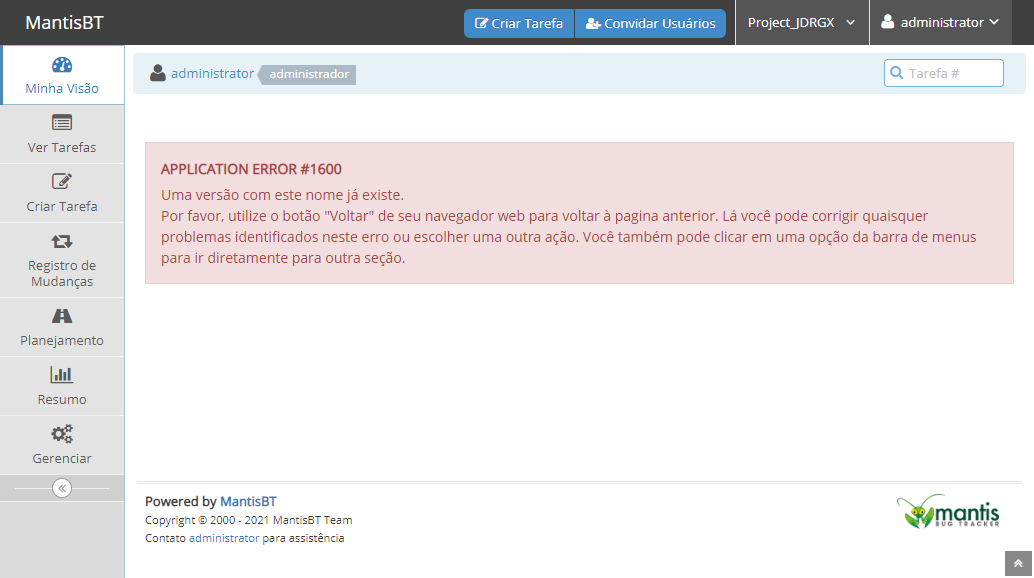 MantisBT
Criar Tarefa
Convidar Usuários
Project_JDRGX
administrator
Minha Visão
Ver Tarefas
Criar Tarefa
Registro de
Mudanças
Planejamento
Resumo
Gerenciar
administrator administrador
Tarefa #
APPLICATION ERROR #1600
Uma versão com este nome já existe.
Por favor, utilize o botão "Voltar" de seu navegador web para voltar à pagina anterior. Lá você pode corrigir quaisquer
problemas identificados neste erro ou escolher uma outra ação. Você também pode clicar em uma opção da barra de menus
para ir diretamente para outra seção.
Powered by MantisBT
Copyright © 2000 - 2021 MantisBT Team
Contato administrator para assistência
mantis
BUG TRACKER